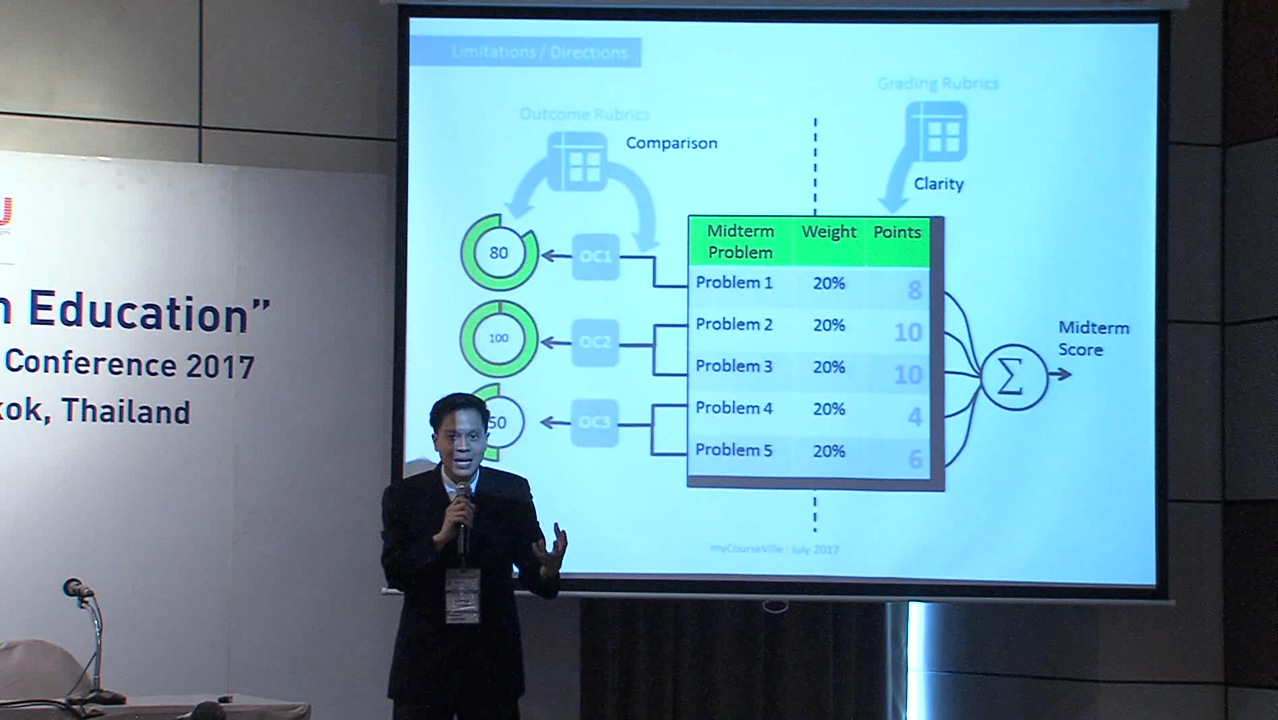 n Education”
Conference 2017
kok, Thailand
Limitations / Directions
Outcome Rubrics
Comparison
Grading Rubrics
Clarity
80 OC1
100 OC2
50 OC3
Midterm Problem Weight Points
Problem 1 20% 8
Problem 2 20% 10
Problem 3 20% 10
Problem 4 20% 4
Problem 5 20% 6
Σ
Midterm
Score
myCourseVille : July 2017